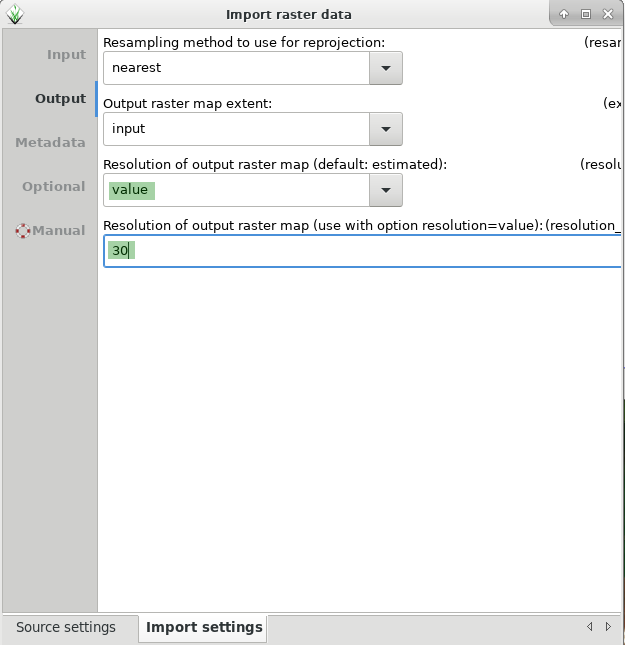 Import raster data
Input
Output
Metadata
Optional
Manual
Resampling method to use for reprojection: (resar
nearest
Output raster map extent: (ex
input
Resolution of output raster map (default: estimated): (resolu
value
Resolution of output raster map (use with option resolution=value): (resolution_
30
Source settings Import settings